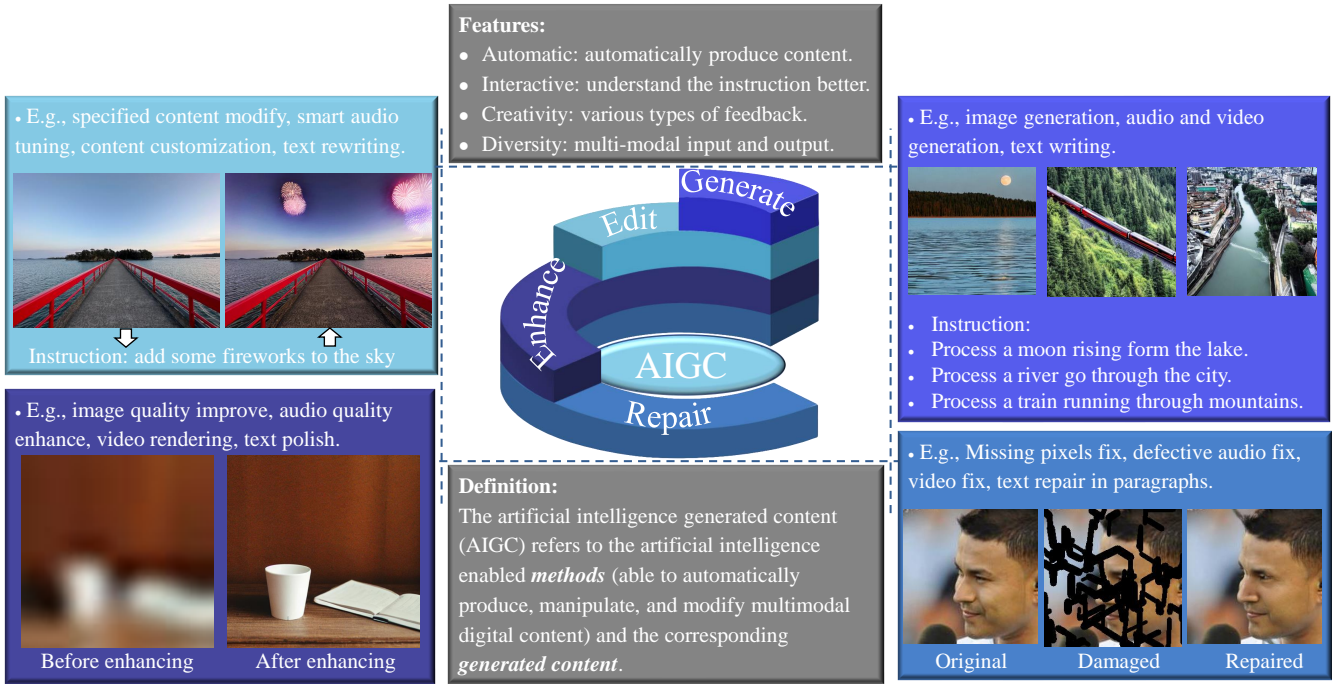 Features:
• Automatic: automatically produce content.
• Interactive: understand the instruction better.
• Creativity: various types of feedback.
• Diversity: multi-modal input and output.
• E.g., specified content modify, smart audio
tuning, content customization, text rewriting.
Instruction: add some fireworks to the sky
• E.g., image generation, audio and video
generation, text writing.
• Instruction:
• Process a moon rising form the lake.
• Process a river go through the city.
• Process a train running through mountains.
Generate
Edit
Enhance
AIGC
Repair
• E.g., image quality improve, audio quality
enhance, video rendering, text polish.
Before enhancing
After enhancing
Definition:
The artificial intelligence generated content
(AIGC) refers to the artificial intelligence
enabled methods (able to automatically
produce, manipulate, and modify multimodal
digital content) and the corresponding
generated content.
• E.g., Missing pixels fix, defective audio fix,
video fix, text repair in paragraphs.
Original
Damaged
Repaired